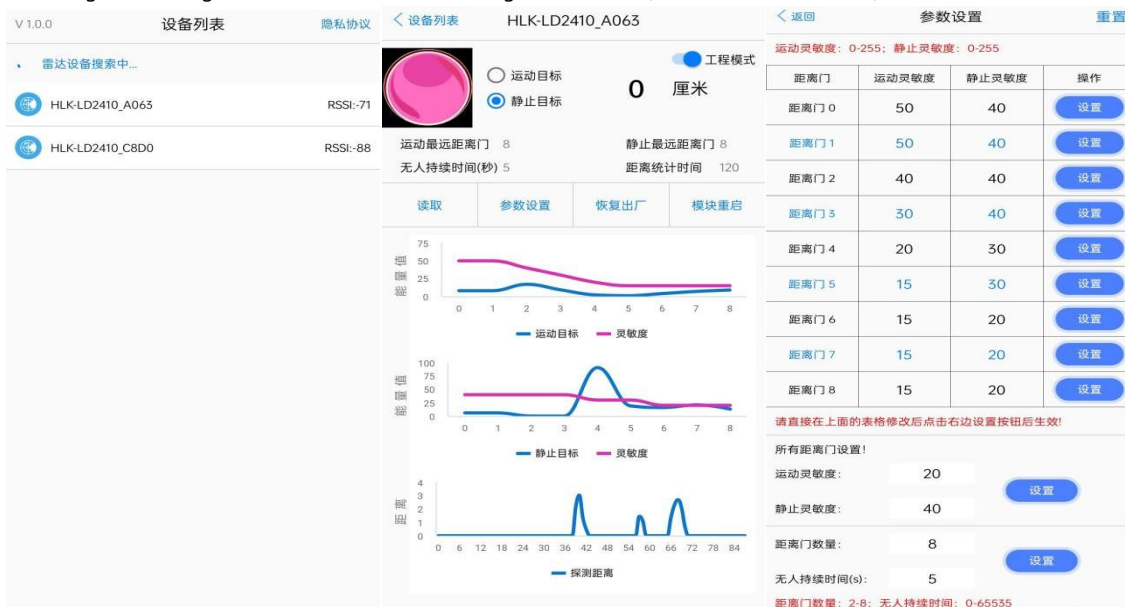 V 1.0.0
设备列表
隐私协议
雷达设备搜索中...
HLK-LD2410_A063
RSSI:-71
HLK-LD2410_C8D0
RSSI:-88
设备列表
HLK-LD2410_A063
工程模式
运动目标
静止目标
0 厘米
运动最远距离门 8
静止最远距离门 8
无人持续时间(秒) 5
距离统计时间 120
读取
参数设置
恢复出厂
模块重启
能量值
75
50
25
0
0 1 2 3 4 5 6 7 8
运动目标 灵敏度
能量值
100
75
50
25
0
0 1 2 3 4 5 6 7 8
静止目标 灵敏度
距离
4
3
2
1
0
0 6 12 18 24 30 36 42 48 54 60 66 72 78 84
探测距离
返回
参数设置
重置
运动灵敏度：0-255；静止灵敏度：0-255
距离门 运动灵敏度 静止灵敏度 操作
距离门 0 50 40 设置
距离门 1 50 40 设置
距离门 2 40 40 设置
距离门 3 30 40 设置
距离门 4 20 30 设置
距离门 5 15 30 设置
距离门 6 15 20 设置
距离门 7 15 20 设置
距离门 8 15 20 设置
请直接在上面的表格修改后点击右边设置按钮后生效!
所有距离门设置!
运动灵敏度： 20
设置
静止灵敏度： 40
距离门数量： 8
设置
无人持续时间(s)： 5
距离门数量：2-8；无人持续时间：0-65535